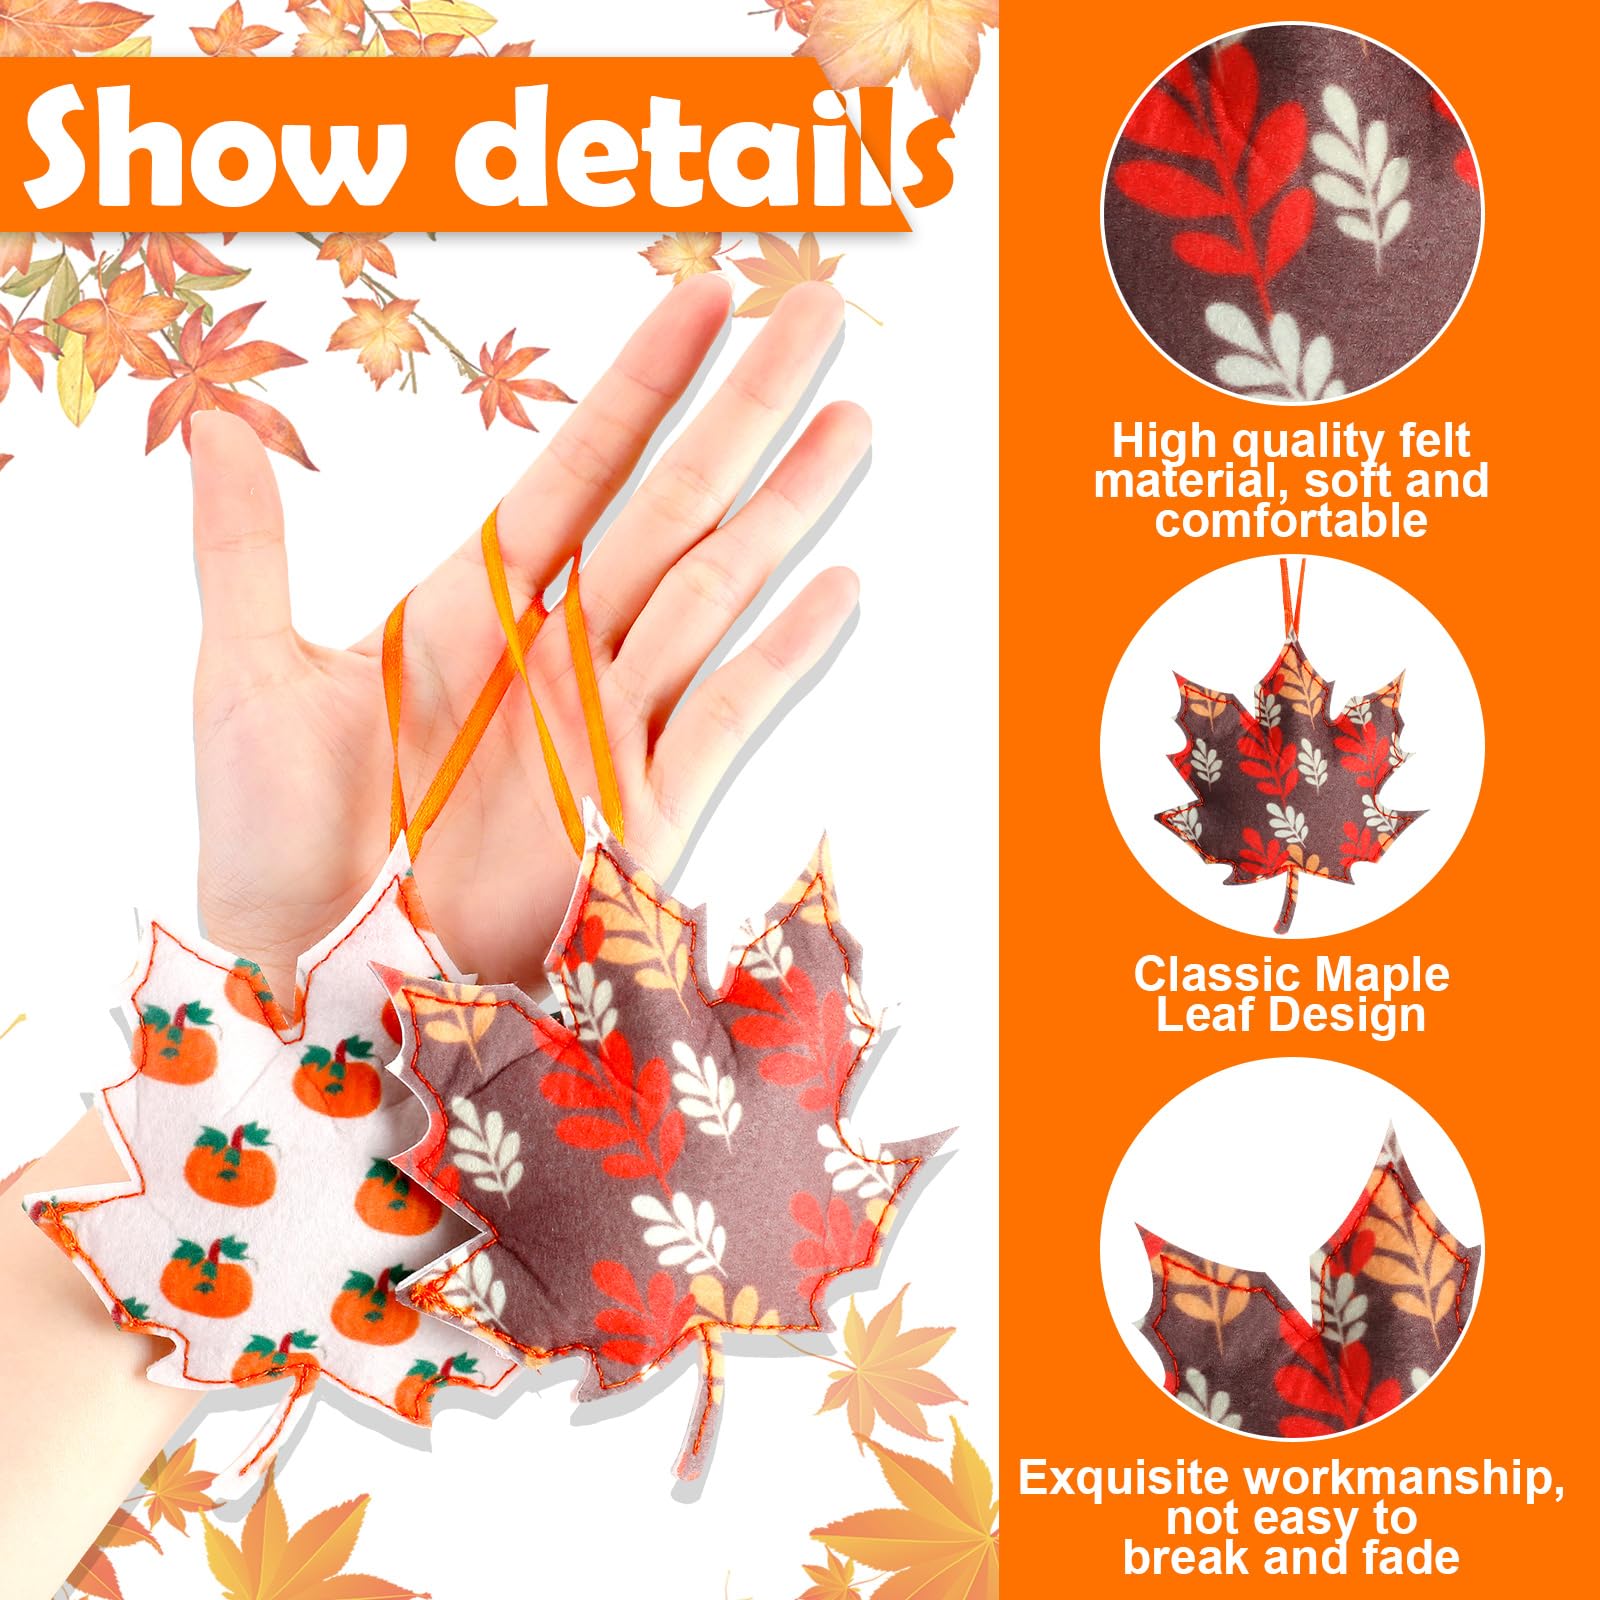 Show details
High quality felt
material, soft and
comfortable
Classic Maple
Leaf Design
Exquisite workmanship,
not easy to
break and fade